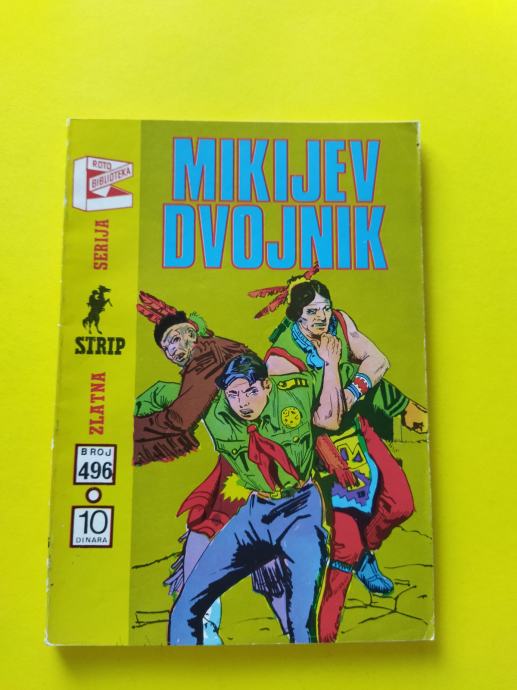 ROTO
BIBLIOTEKA
MIKIJEV
DVOJNIK
ZLATNA SERIJA
STRIP
BROJ
496
10
DINARA